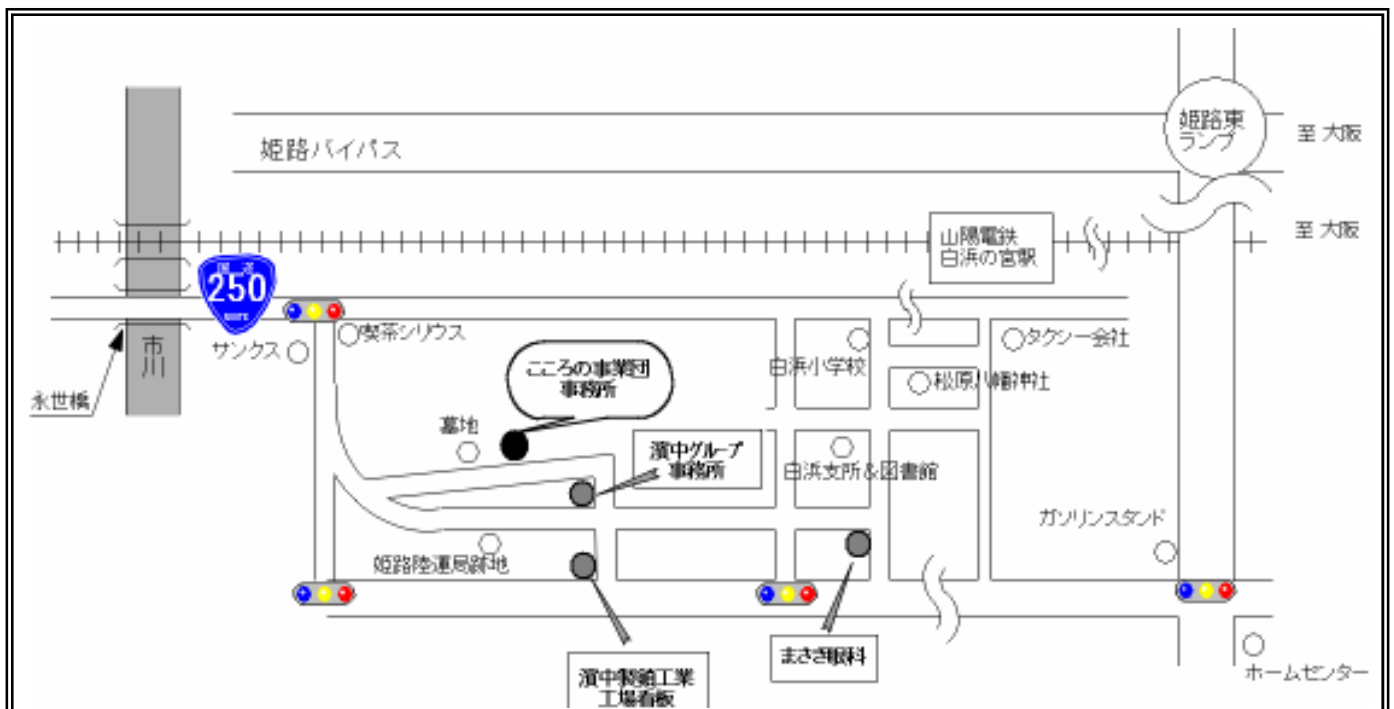 姫路バイパス
姫路東
ランプ
至 大阪
山陽電鉄
白浜の宮駅
至 大阪
国道
250
ROUTE
市川
永世橋
サンクス
喫茶シリウス
こころの事業団
事務所
墓地
濱中グループ
事務所
白浜小学校
タクシー会社
松原八幡神社
白浜支所&図書館
ガソリンスタンド
姫路陸運局跡地
まさき眼科
濱中製鎖工業
工場看板
ホームセンター